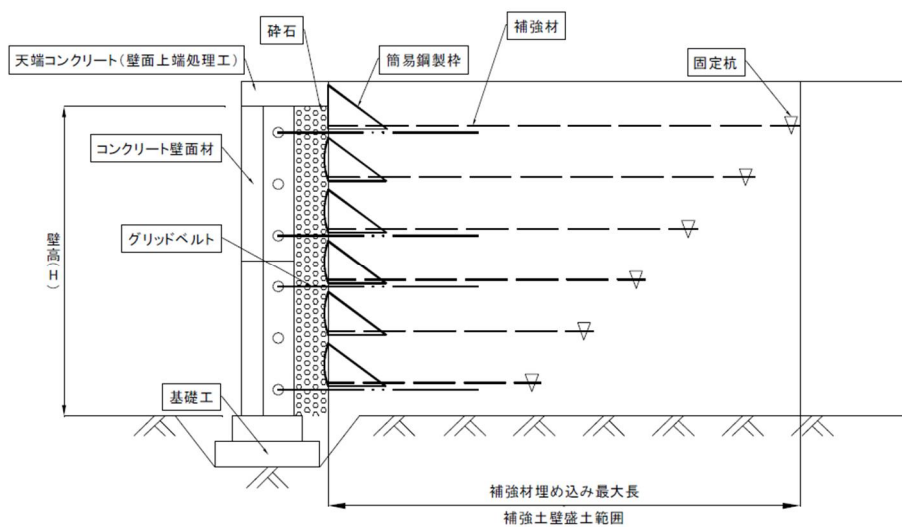 砕石
補強材
天端コンクリート(壁面上端処理工)
簡易鋼製枠
固定杭
コンクリート壁面材
グリッドベルト
壁高(H)
基礎工
補強材埋め込み最大長
補強土壁盛土範囲